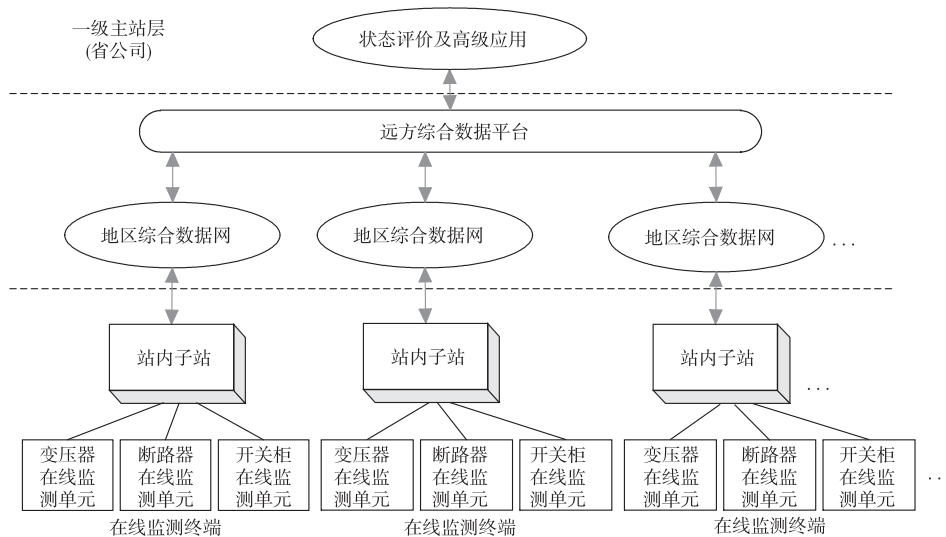 一级主站层
(省公司)
状态评价及高级应用
远方综合数据平台
地区综合数据网
地区综合数据网
地区综合数据网
...
站内子站
站内子站
站内子站
...
变压器
在线监
测单元
断路器
在线监
测单元
开关柜
在线监
测单元
变压器
在线监
测单元
断路器
在线监
测单元
开关柜
在线监
测单元
变压器
在线监
测单元
断路器
在线监
测单元
开关柜
在线监
测单元
...
在线监测终端
在线监测终端
在线监测终端